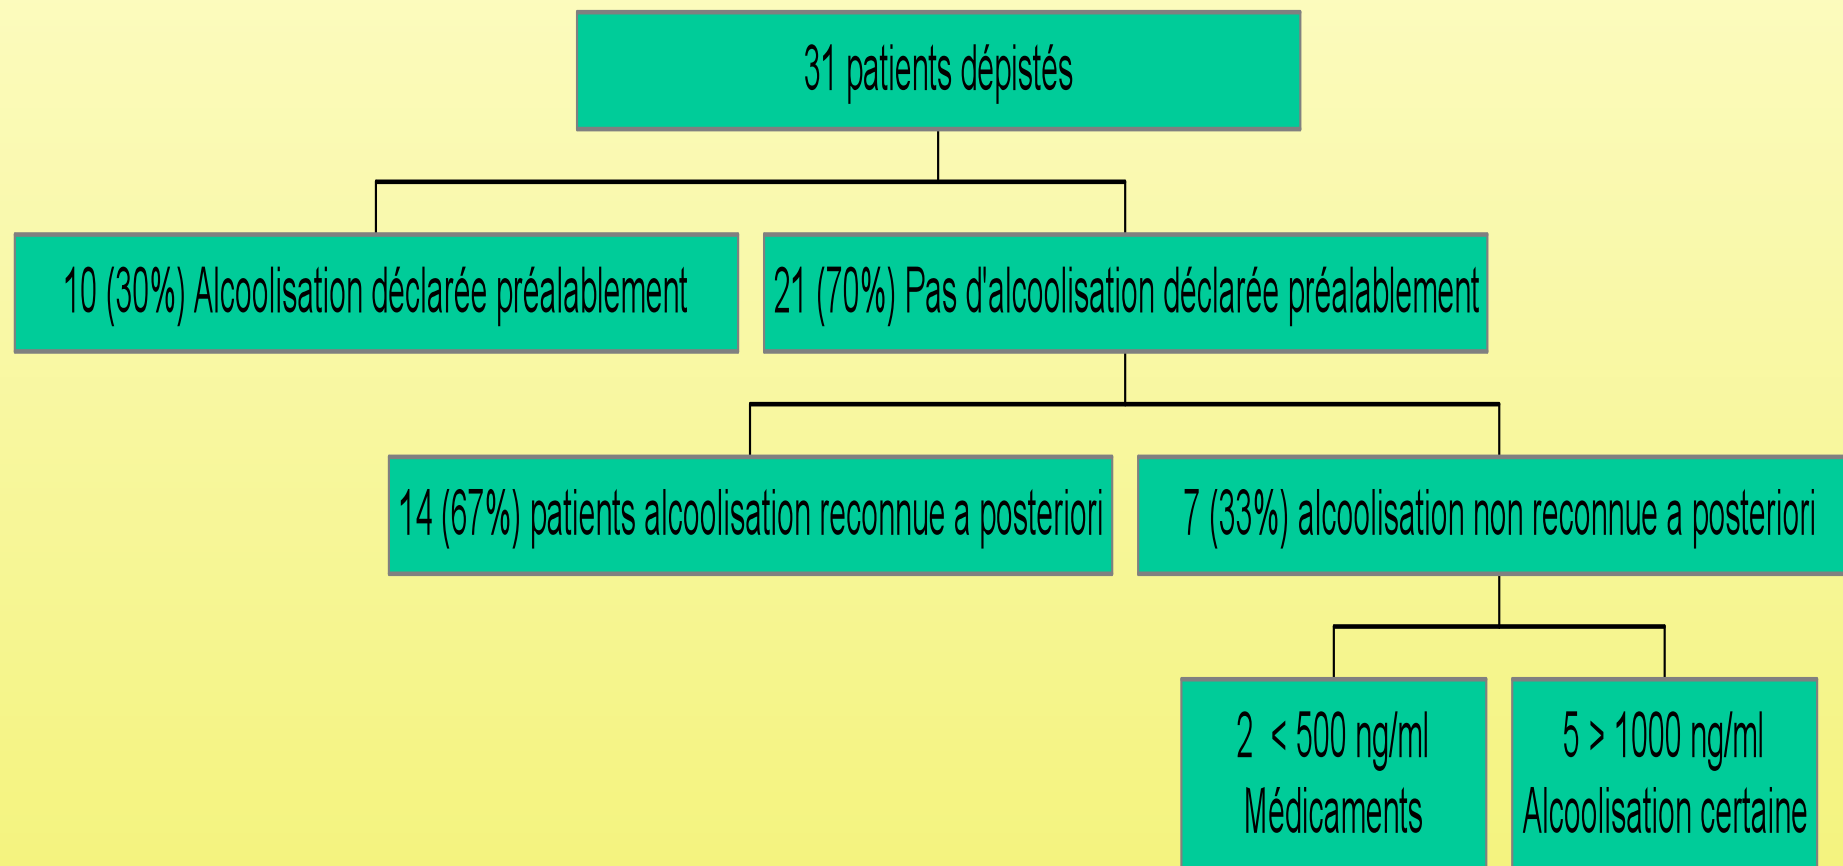 31 patients dépistés
10 (30%) Alcoolisation déclarée préalablement
21 (70%) Pas d'alcoolisation déclarée préalablement
14 (67%) patients alcoolisation reconnue a posteriori
7 (33%) alcoolisation non reconnue a posteriori
2 < 500 ng/ml
Médicaments
5 > 1000 ng/ml
Alcoolisation certaine